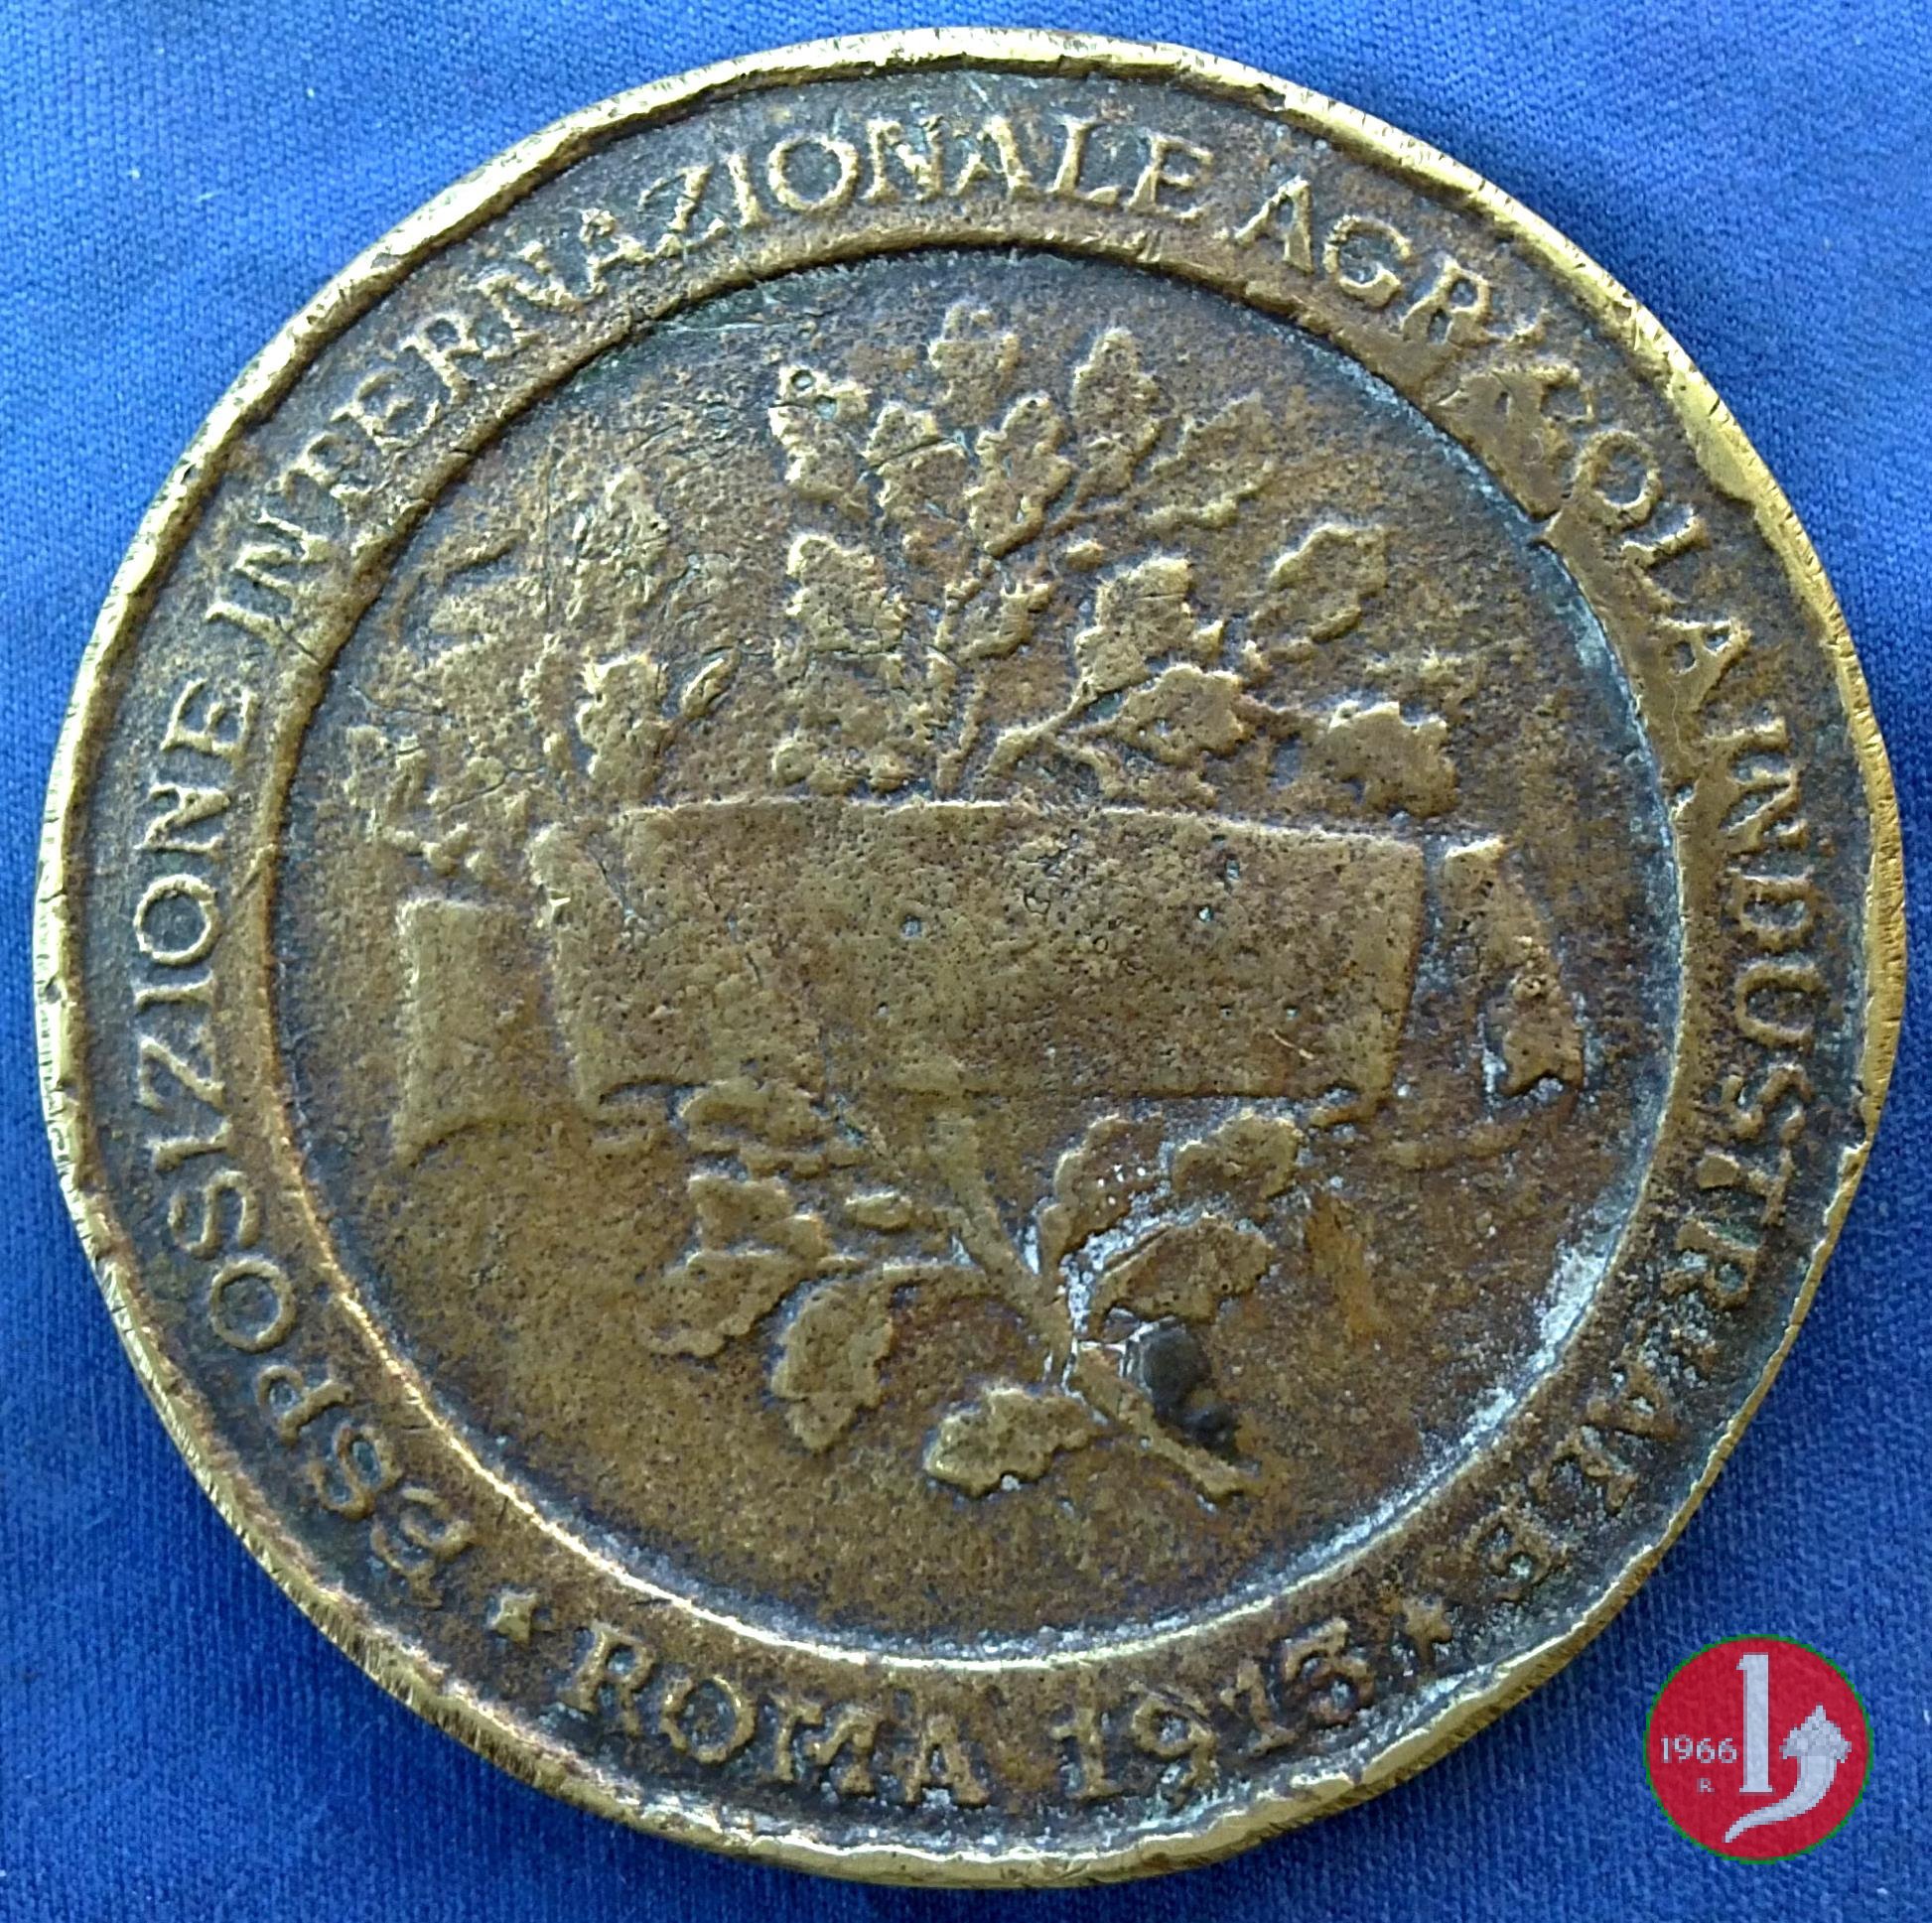 ESPOSIZIONE INTERNAZIONALE AGRICOLA INDUSTRIALE
* ROMA 1913 *
1966
R